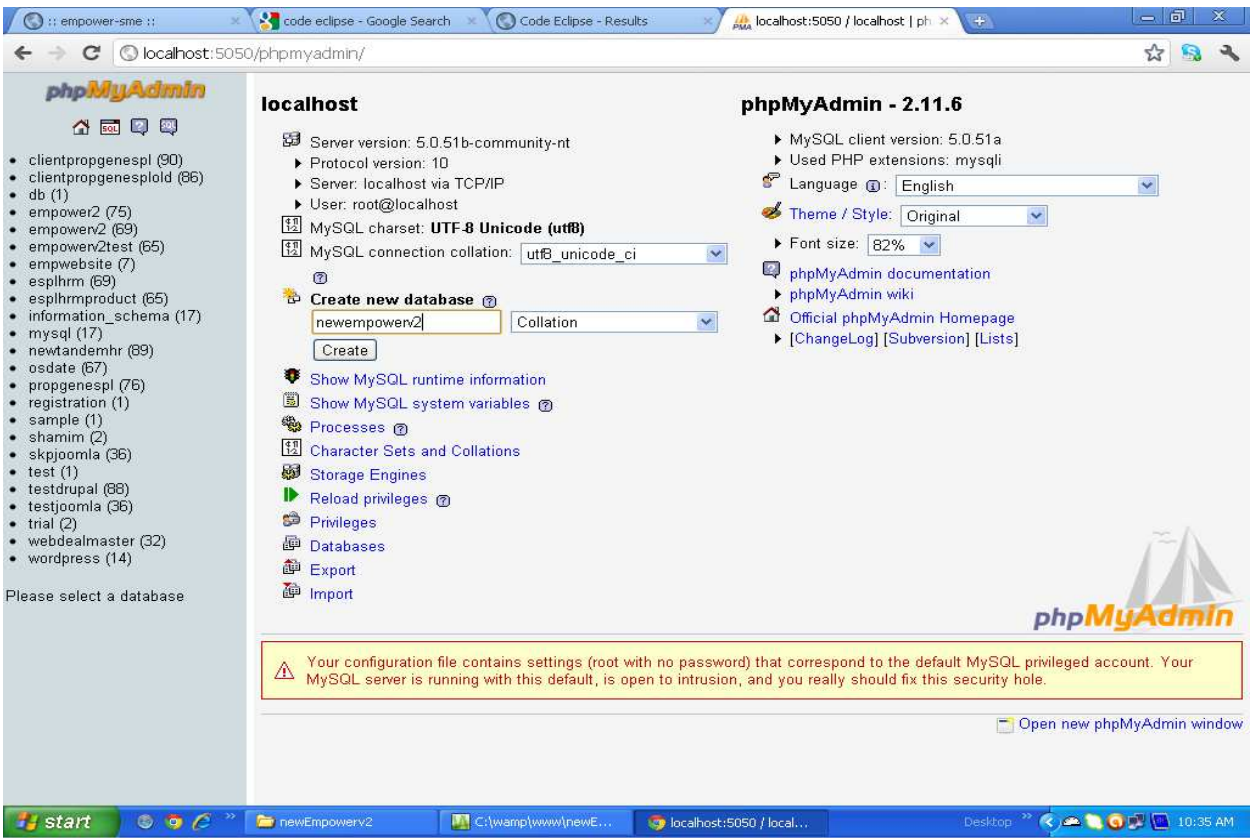 :: empower-sme ::
code eclipse - Google Search
Code Eclipse - Results
localhost:5050 / localhost | ph
localhost:5050/phpmyadmin/
phpMyAdmin
SQL
clientpropgenespl (90)
clientpropgenesplold (86)
db (1)
empower2 (75)
empowerv2 (69)
empowerv2test (65)
empwebsite (7)
esplhrm (69)
esplhrmproduct (65)
information_schema (17)
mysql (17)
newtandemhr (89)
osdate (67)
propgenespl (76)
registration (1)
sample (1)
shamim (2)
skpjoomla (36)
test (1)
testdrupal (88)
testjoomla (36)
trial (2)
webdealmaster (32)
wordpress (14)
Please select a database
localhost
Server version: 5.0.51b-community-nt
Protocol version: 10
Server: localhost via TCP/IP
User: root@localhost
MySQL charset: UTF-8 Unicode (utf8)
MySQL connection collation: utf8_unicode_ci
Create new database
newempowerv2 Collation
Create
Show MySQL runtime information
Show MySQL system variables
Processes
Character Sets and Collations
Storage Engines
Reload privileges
Privileges
Databases
Export
Import
phpMyAdmin - 2.11.6
MySQL client version: 5.0.51a
Used PHP extensions: mysqli
Language : English
Theme / Style: Original
Font size: 82%
phpMyAdmin documentation
phpMyAdmin wiki
Official phpMyAdmin Homepage
[ChangeLog] [Subversion] [Lists]
phpMyAdmin
Your configuration file contains settings (root with no password) that correspond to the default MySQL privileged account. Your
MySQL server is running with this default, is open to intrusion, and you really should fix this security hole.
Open new phpMyAdmin window
start
newEmpowerv2
C:\wamp\www\newE...
localhost:5050 / local...
Desktop
10:35 AM